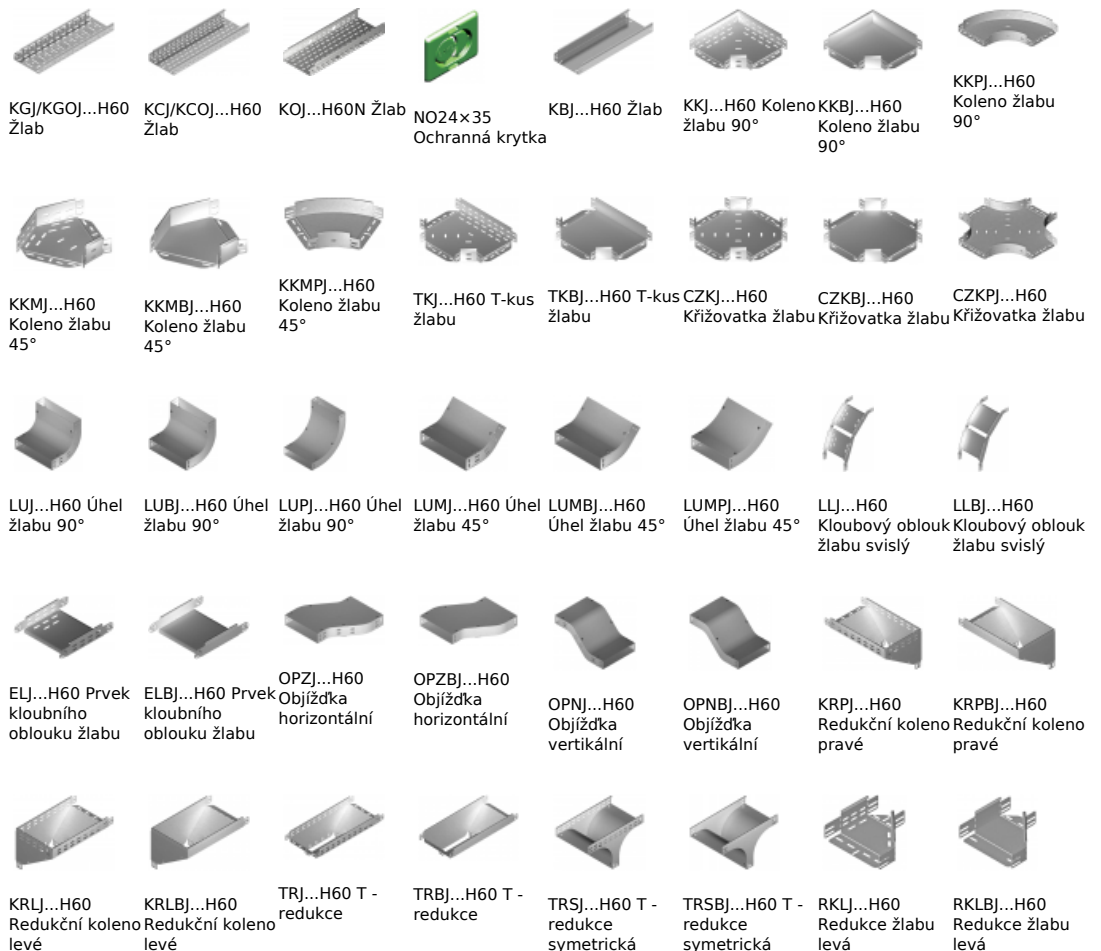 KGJ/KGOJ...H60
Žlab
KCJ/KCOJ...H60
Žlab
KOJ...H60N Žlab
NO24×35
Ochranná krytka
KBJ...H60 Žlab
KKJ...H60 Koleno
žlabu 90°
KKBJ...H60
Koleno žlabu
90°
KKPJ...H60
Koleno žlabu
90°
KKMJ...H60
Koleno žlabu
45°
KKMBJ...H60
Koleno žlabu
45°
KKMPJ...H60
Koleno žlabu
45°
TKJ...H60 T-kus
žlabu
TKBJ...H60 T-kus
žlabu
CZKJ...H60
Křižovatka žlabu
CZKBJ...H60
Křižovatka žlabu
CZKPJ...H60
Křižovatka žlabu
LUJ...H60 Úhel
žlabu 90°
LUBJ...H60 Úhel
žlabu 90°
LUPJ...H60 Úhel
žlabu 90°
LUMJ...H60 Úhel
žlabu 45°
LUMBJ...H60
Úhel žlabu 45°
LUMPJ...H60
Úhel žlabu 45°
LLJ...H60
Kloubový oblouk
žlabu svislý
LLBJ...H60
Kloubový oblouk
žlabu svislý
ELJ...H60 Prvek
kloubního
oblouku žlabu
ELBJ...H60 Prvek
kloubního
oblouku žlabu
OPZJ...H60
Objížďka
horizontální
OPZBJ...H60
Objížďka
horizontální
OPNJ...H60
Objížďka
vertikální
OPNBJ...H60
Objížďka
vertikální
KRPJ...H60
Redukční koleno
pravé
KRPBJ...H60
Redukční koleno
pravé
KRLJ...H60
Redukční koleno
levé
KRLBJ...H60
Redukční koleno
levé
TRJ...H60 T -
redukce
TRBJ...H60 T -
redukce
TRSJ...H60 T -
redukce
symetrická
TRSBJ...H60 T -
redukce
symetrická
RKLJ...H60
Redukce žlabu
levá
RKLBJ...H60
Redukce žlabu
levá